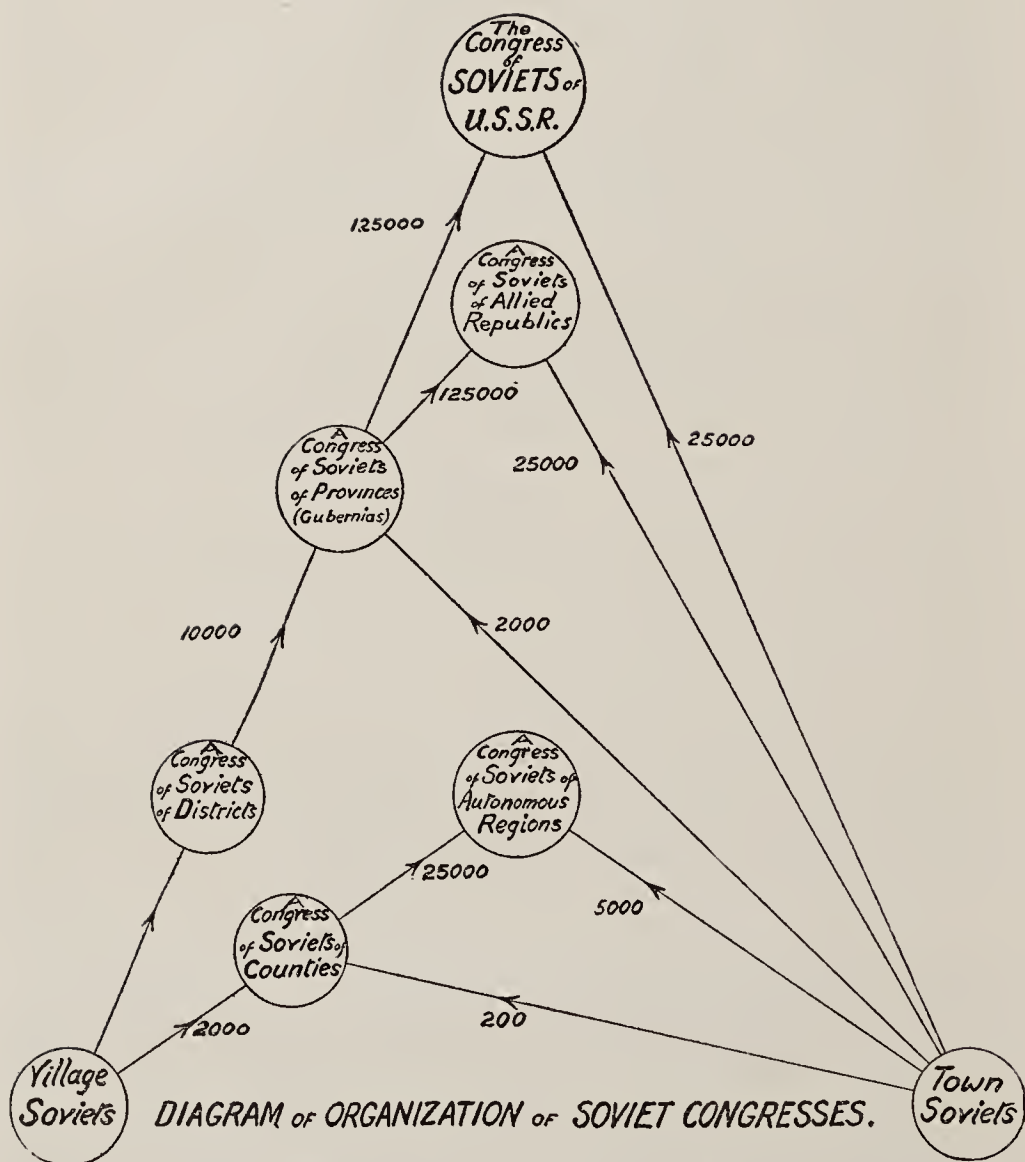 The
Congress
of
SOVIETS of
U.S.S.R.
125000
A
Congress
of Soviets
of Allied
Republics
125000
25000
25000
A
Congress
of Soviets
of Provinces
(Gubernias)
10000
2000
A
Congress
of Soviets
of Districts
A
Congress
of Soviets of
Autonomous
Regions
25000
5000
A
Congress
of Soviets of
Counties
2000
200
Village
Soviets
DIAGRAM of ORGANIZATION of SOVIET CONGRESSES.
Town
Soviets